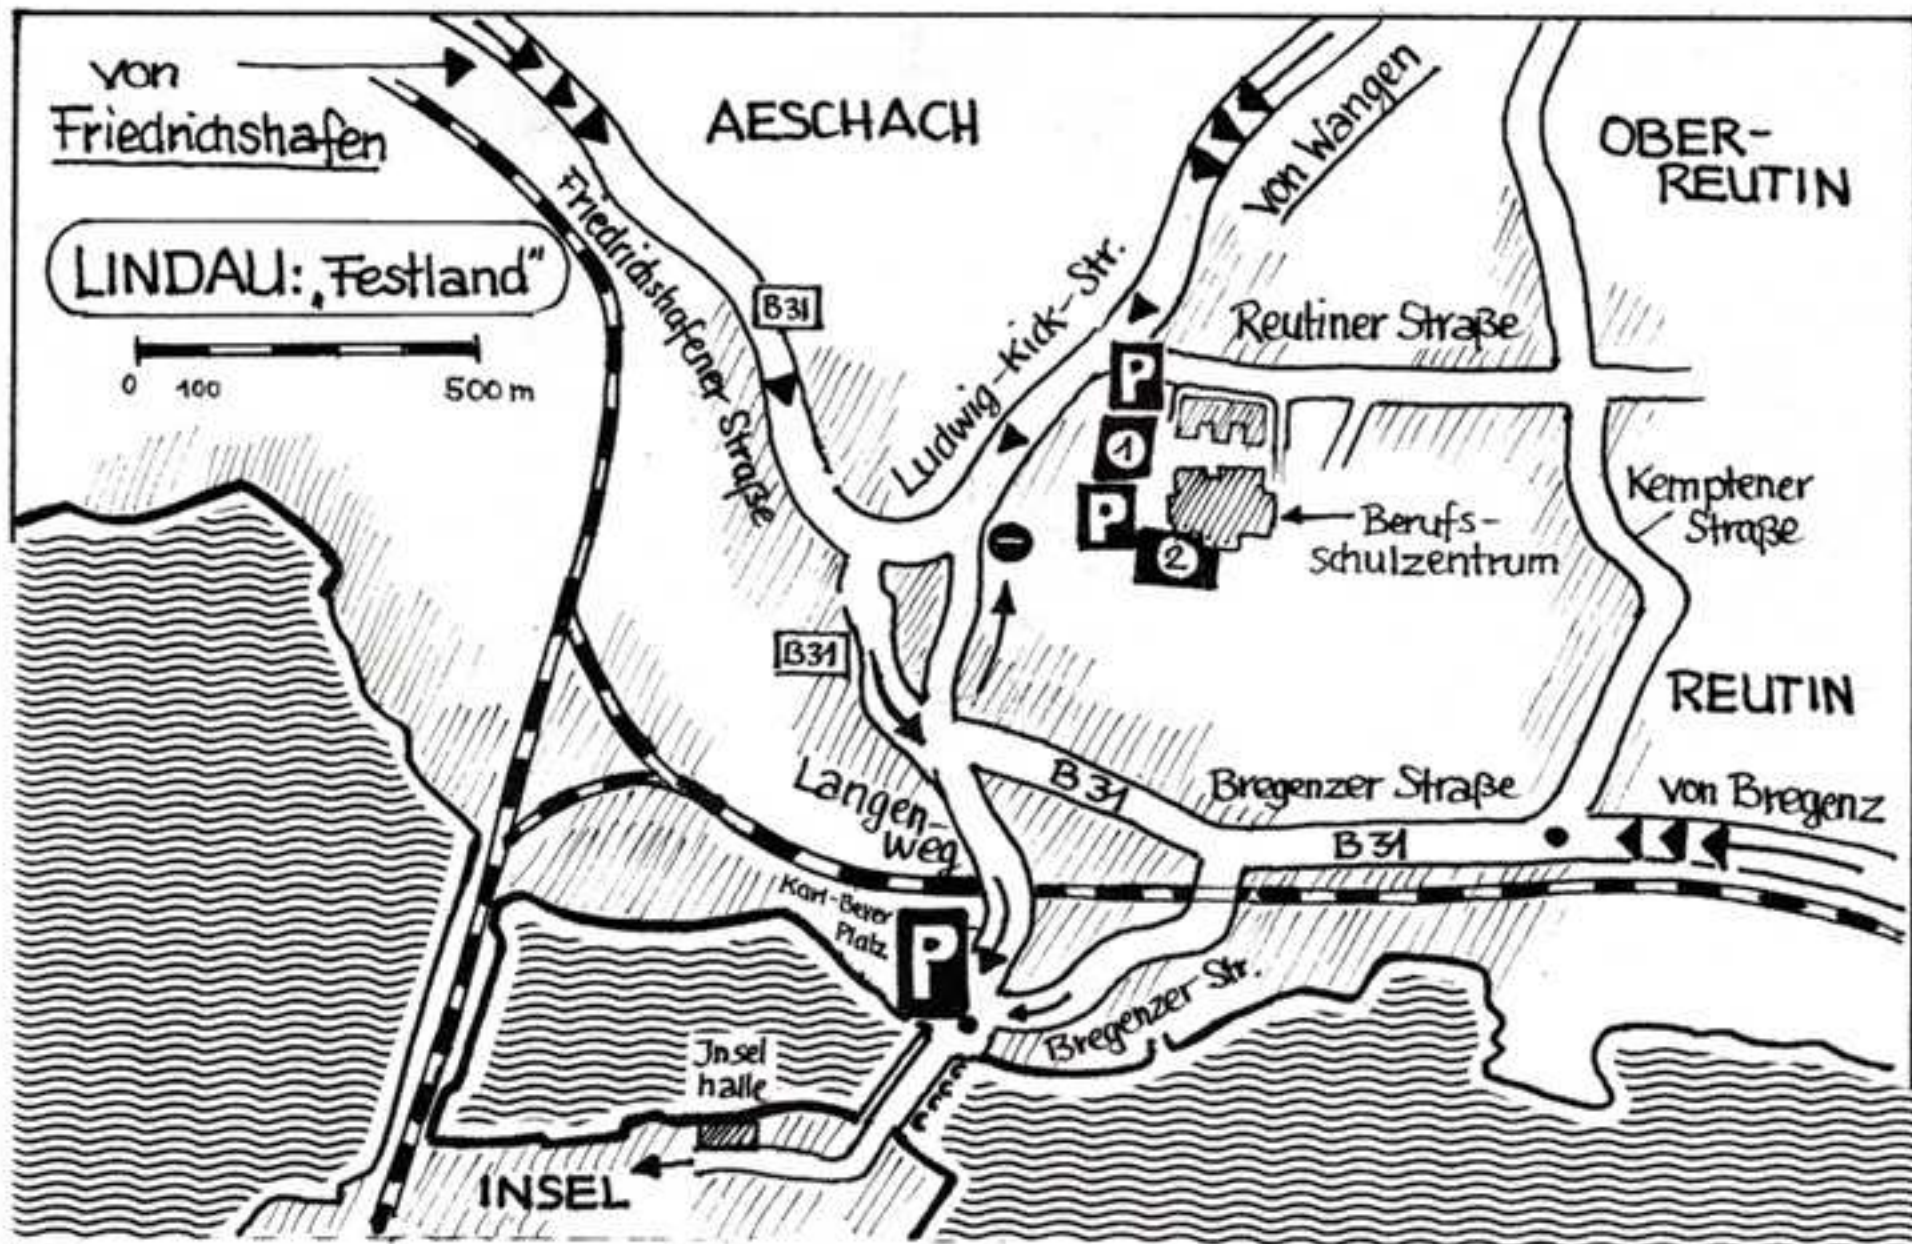 von
Friedrichshafen
AESCHACH
von Wangen
OBER-
REUTIN
LINDAU: „Festland“
0 100 500 m
Friedrichshafener Straße
B31
Ludwig-Kick-Str.
Reutiner Straße
P
1
P
2
Berufs-
schulzentrum
Kemptener
Straße
B31
REUTIN
Langen-
weg
B31
Bregenzer Straße
von Bregenz
B31
Karl-Bever
Platz
P
Bregenzer Str.
Insel
halle
INSEL